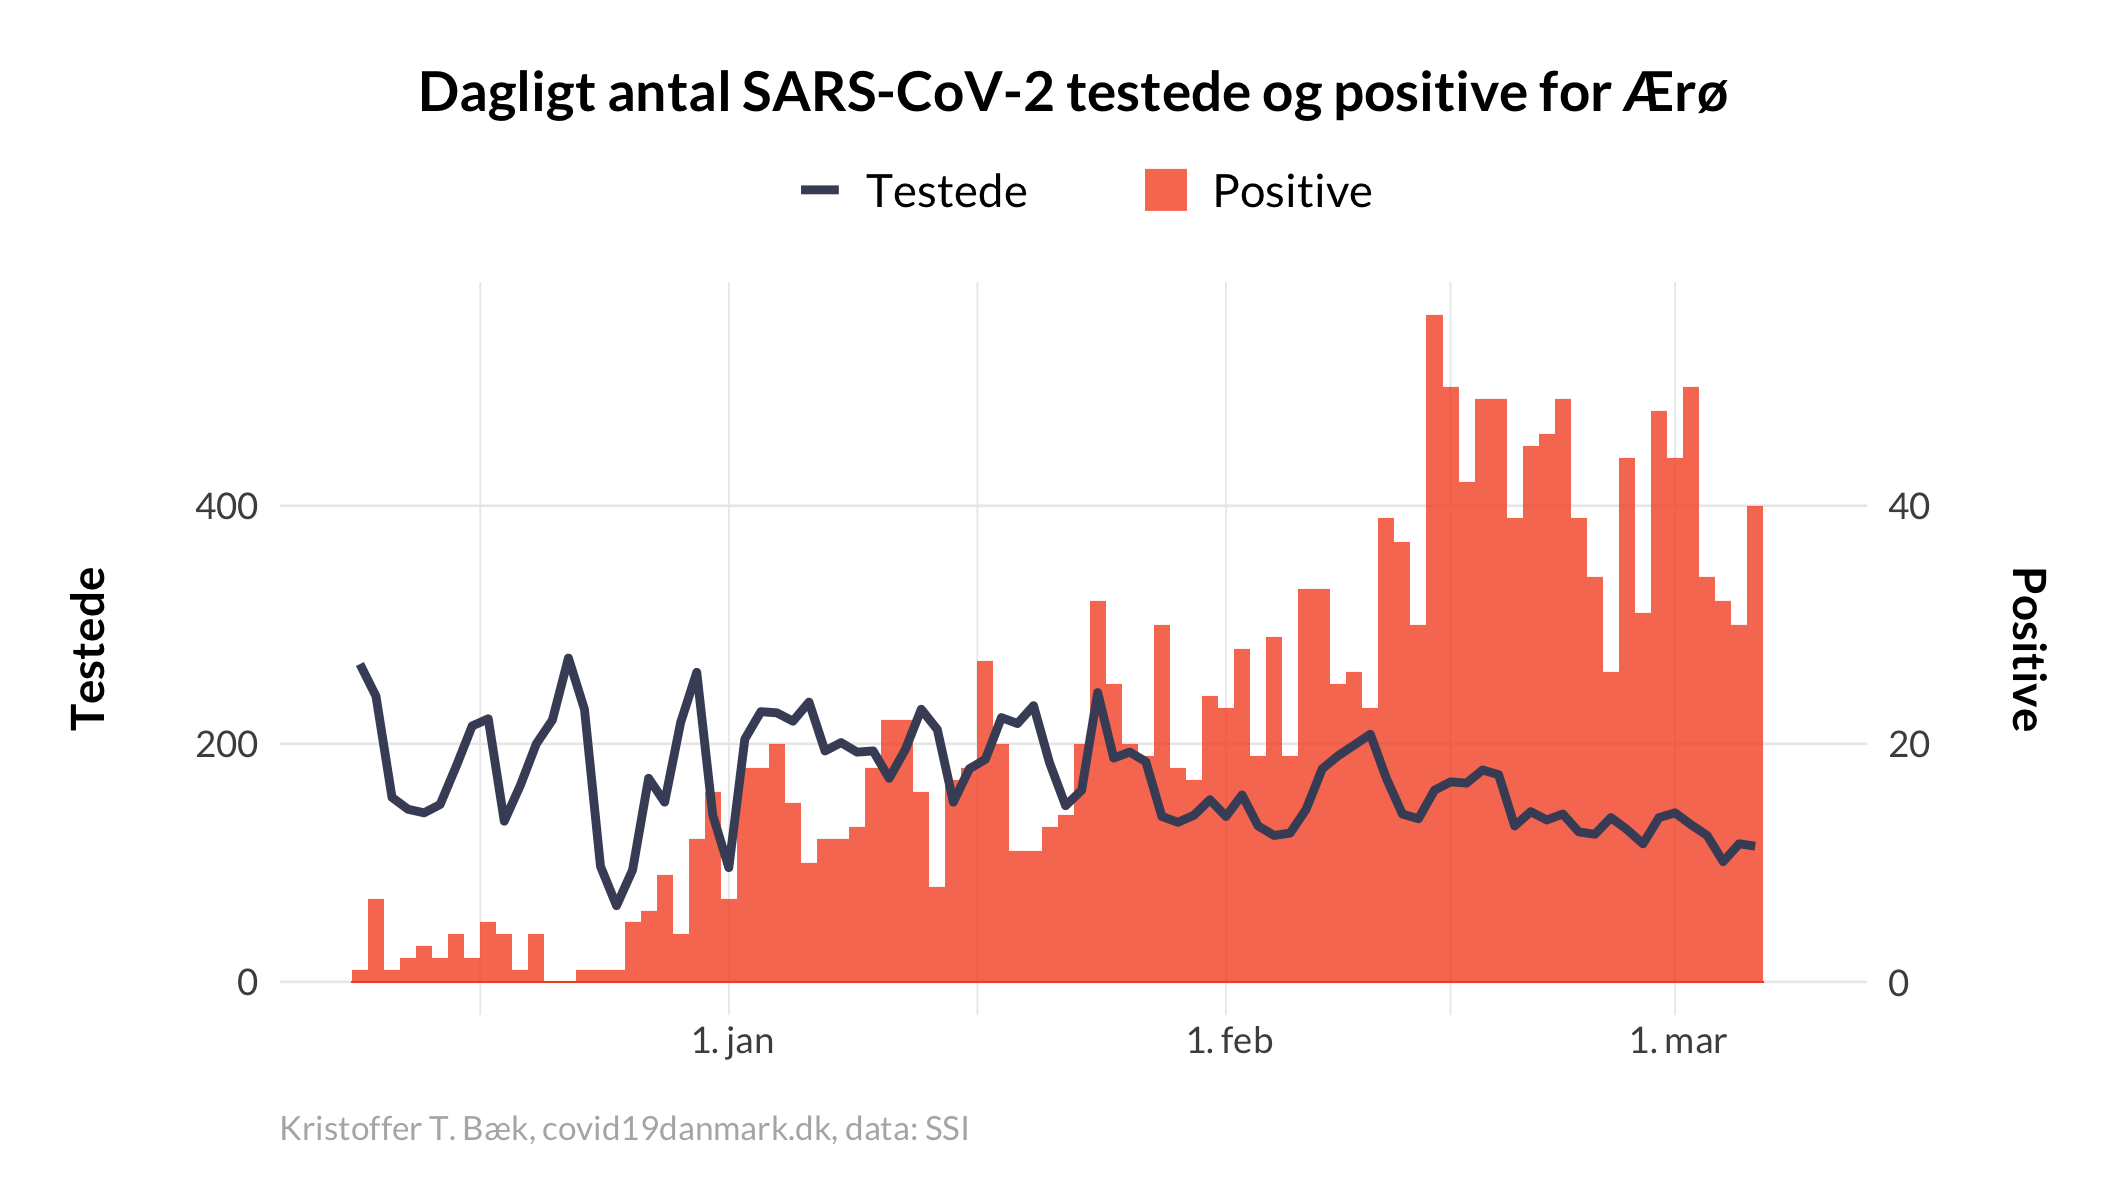 Dagligt antal SARS-CoV-2 testede og positive for Ærø
Testede
Positive
400
200
0
40
20
0
Testede
Positive
1. jan
1. feb
1. mar
Kristoffer T. Bæk, covid19danmark.dk, data: SSI